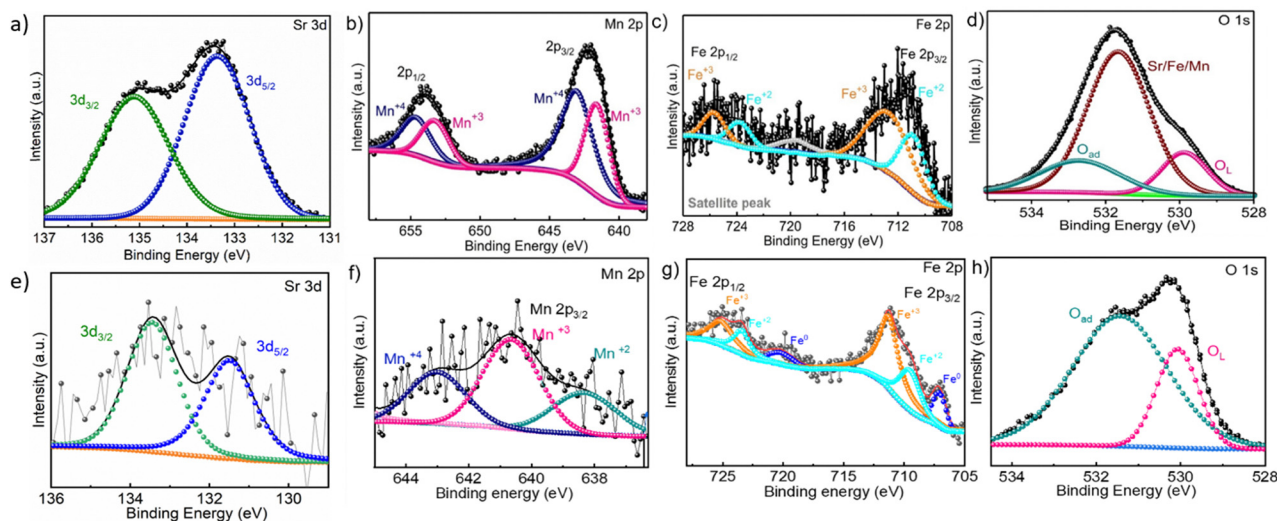 a)
Sr 3d
3d3/2
3d5/2
Intensity (a.u.)
137 136 135 134 133 132 131
Binding Energy (eV)
b)
Mn 2p
2p3/2
2p1/2
Mn+4
Mn+3
Mn+4
Mn+3
Intensity (a.u.)
655 650 645 640
Binding Energy (eV)
c)
Fe 2p
Fe 2p1/2
Fe 2p3/2
Fe+3
Fe+2
Fe+3
Fe+2
Satellite peak
Intensity (a.u.)
728 724 720 716 712 708
Binding Energy (eV)
d)
O 1s
Sr/Fe/Mn
Oad
OL
Intensity (a.u.)
534 532 530 528
Binding Energy (eV)
e)
Sr 3d
3d3/2
3d5/2
Intensity (a.u.)
136 134 132 130
Binding Energy (eV)
f)
Mn 2p
Mn 2p3/2
Mn+4
Mn+3
Mn+2
Intensity (a.u.)
644 642 640 638
Binding energy (eV)
g)
Fe 2p
Fe 2p1/2
Fe 2p3/2
Fe+3
Fe+2
Fe0
Fe+3
Fe+2
Fe0
Intensity (a.u.)
725 720 715 710 705
Binding energy (eV)
h)
O 1s
Oad
OL
Intensity (a.u.)
534 532 530 528
Binding energy (eV)